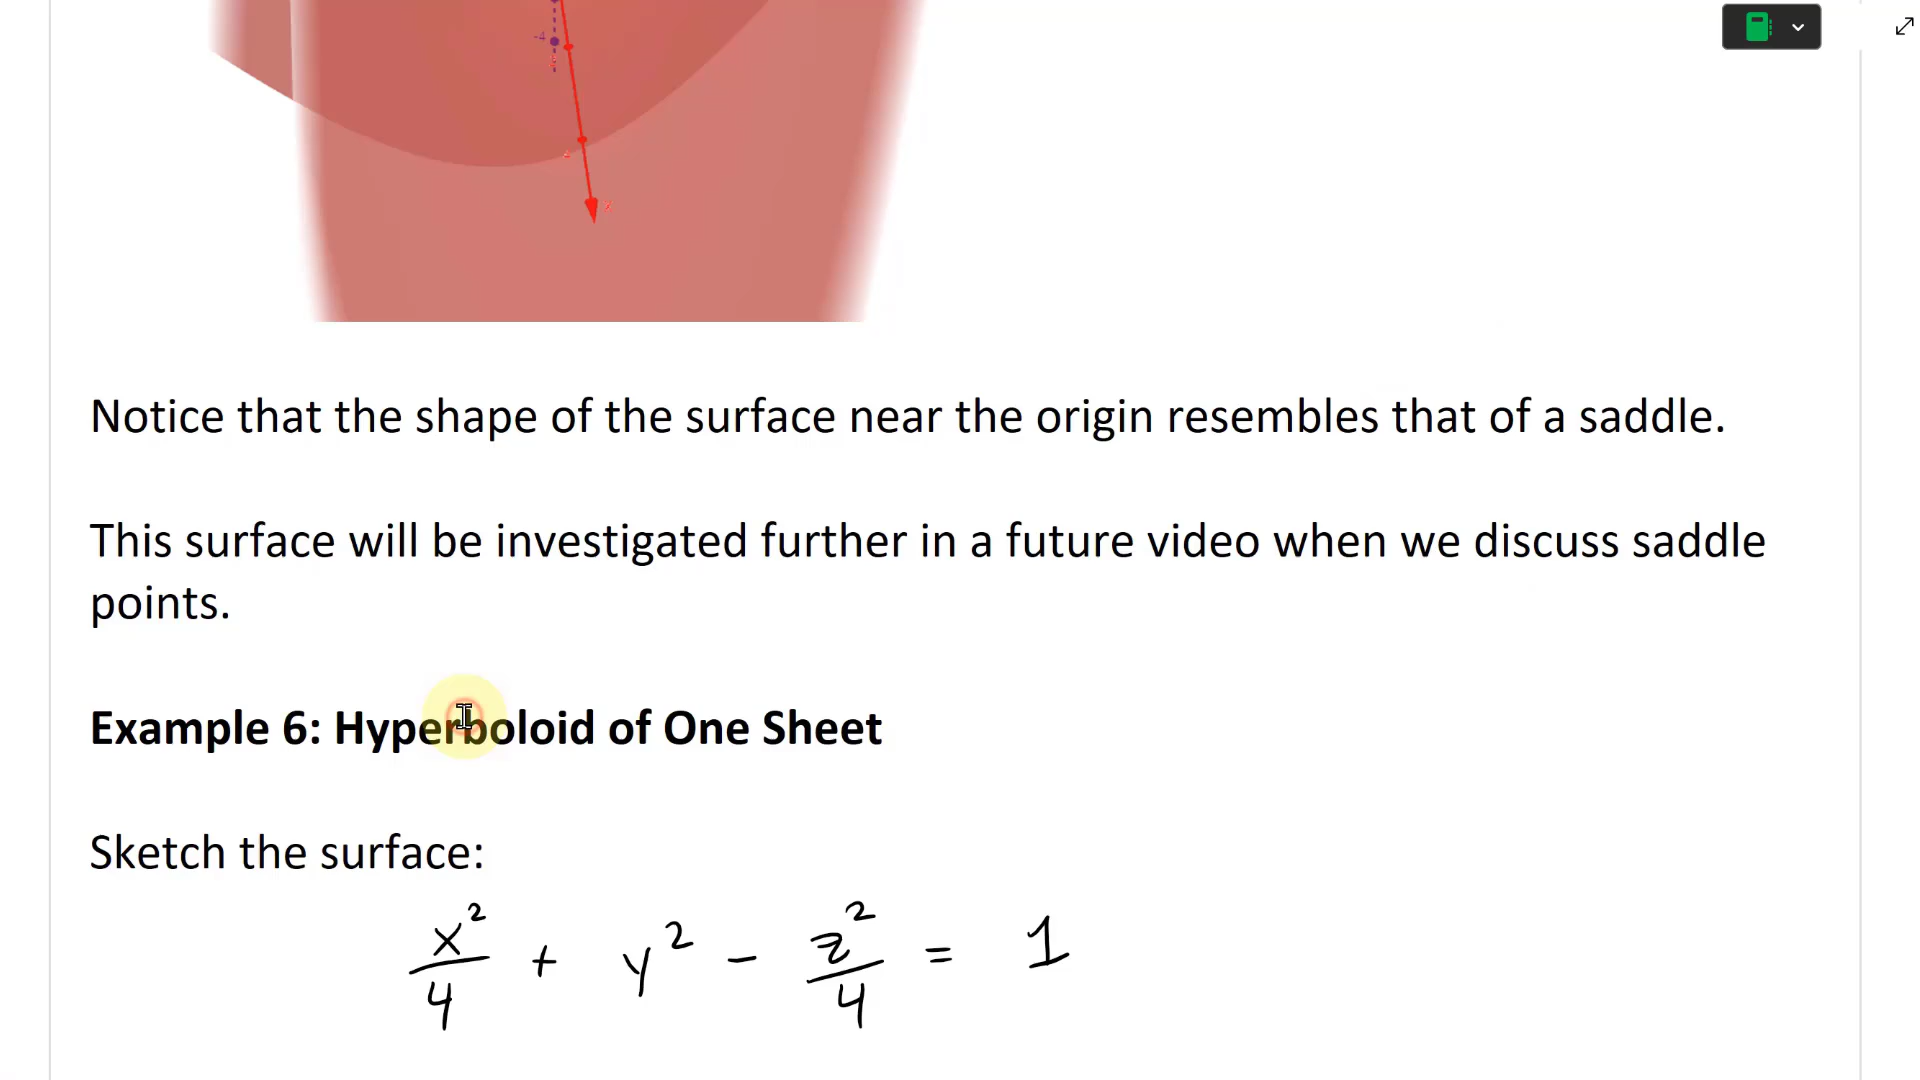 -4
Notice that the shape of the surface near the origin resembles that of a saddle.
This surface will be investigated further in a future video when we discuss saddle
points.
Example 6: Hyperboloid of One Sheet
Sketch the surface:
x²/4 + y² - z²/4 = 1